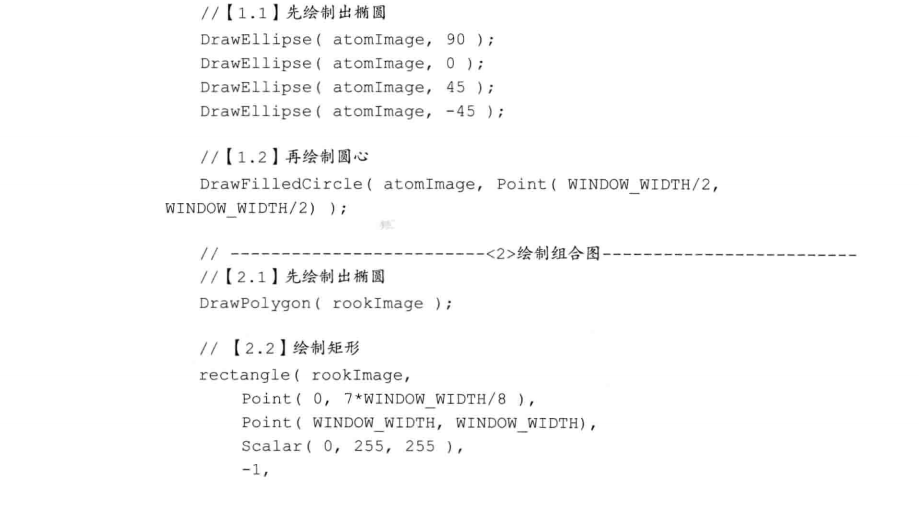 //【1.1】先绘制出椭圆
DrawEllipse( atomImage, 90 );
DrawEllipse( atomImage, 0 );
DrawEllipse( atomImage, 45 );
DrawEllipse( atomImage, -45 );
//【1.2】再绘制圆心
DrawFilledCircle( atomImage, Point( WINDOW_WIDTH/2,
WINDOW_WIDTH/2) );
// -------------------------<2>绘制组合图-------------------------
//【2.1】先绘制出椭圆
DrawPolygon( rookImage );
// 【2.2】绘制矩形
rectangle( rookImage,
Point( 0, 7*WINDOW_WIDTH/8 ),
Point( WINDOW_WIDTH, WINDOW_WIDTH),
Scalar( 0, 255, 255 ),
-1,